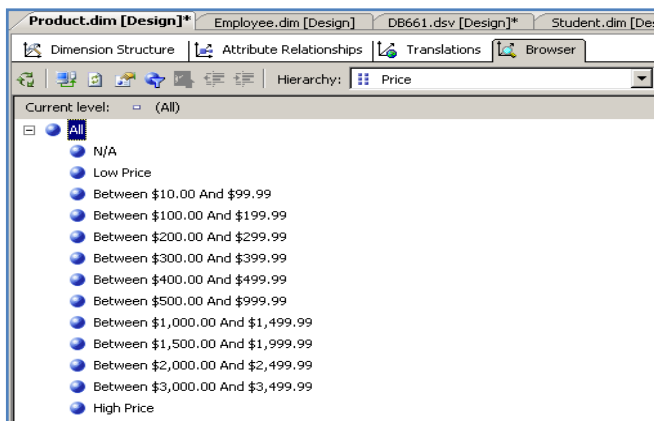 Product.dim [Design]* Employee.dim [Design] DB661.dsv [Design]* Student.dim [De
Dimension Structure Attribute Relationships Translations Browser
Hierarchy: Price
Current level: (All)
All
N/A
Low Price
Between $10.00 And $99.99
Between $100.00 And $199.99
Between $200.00 And $299.99
Between $300.00 And $399.99
Between $400.00 And $499.99
Between $500.00 And $999.99
Between $1,000.00 And $1,499.99
Between $1,500.00 And $1,999.99
Between $2,000.00 And $2,499.99
Between $3,000.00 And $3,499.99
High Price